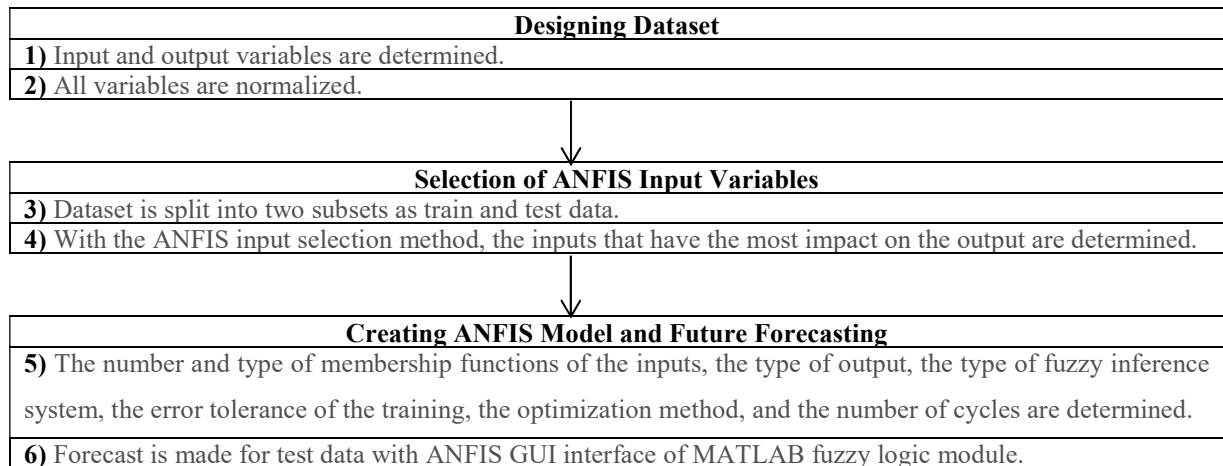 Designing Dataset
1) Input and output variables are determined.
2) All variables are normalized.
Selection of ANFIS Input Variables
3) Dataset is split into two subsets as train and test data.
4) With the ANFIS input selection method, the inputs that have the most impact on the output are determined.
Creating ANFIS Model and Future Forecasting
5) The number and type of membership functions of the inputs, the type of output, the type of fuzzy inference
system, the error tolerance of the training, the optimization method, and the number of cycles are determined.
6) Forecast is made for test data with ANFIS GUI interface of MATLAB fuzzy logic module.